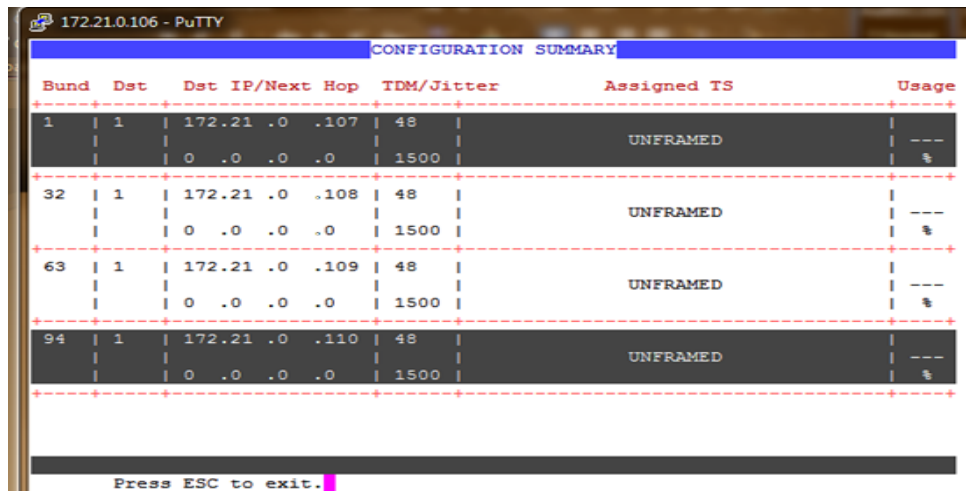 172.21.0.106 - PuTTY
CONFIGURATION SUMMARY
Bund Dst Dst IP/Next Hop TDM/Jitter Assigned TS Usage
1 | 1 | 172.21 .0 .107 | 48 |
UNFRAMED | ---
| 0 .0 .0 .0 | 1500 | | %
32 | 1 | 172.21 .0 .108 | 48 |
UNFRAMED | ---
| 0 .0 .0 .0 | 1500 | | %
63 | 1 | 172.21 .0 .109 | 48 |
UNFRAMED | ---
| 0 .0 .0 .0 | 1500 | | %
94 | 1 | 172.21 .0 .110 | 48 |
UNFRAMED | ---
| 0 .0 .0 .0 | 1500 | | %
Press ESC to exit.